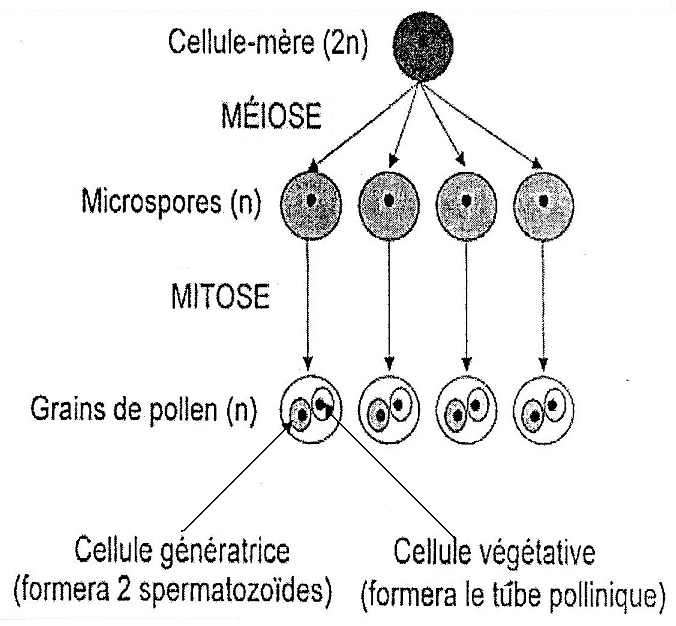 Cellule-mère (2n)
MÉIOSE
Microspores (n)
MITOSE
Grains de pollen (n)
Cellule génératrice
(formera 2 spermatozoïdes)
Cellule végétative
(formera le tube pollinique)